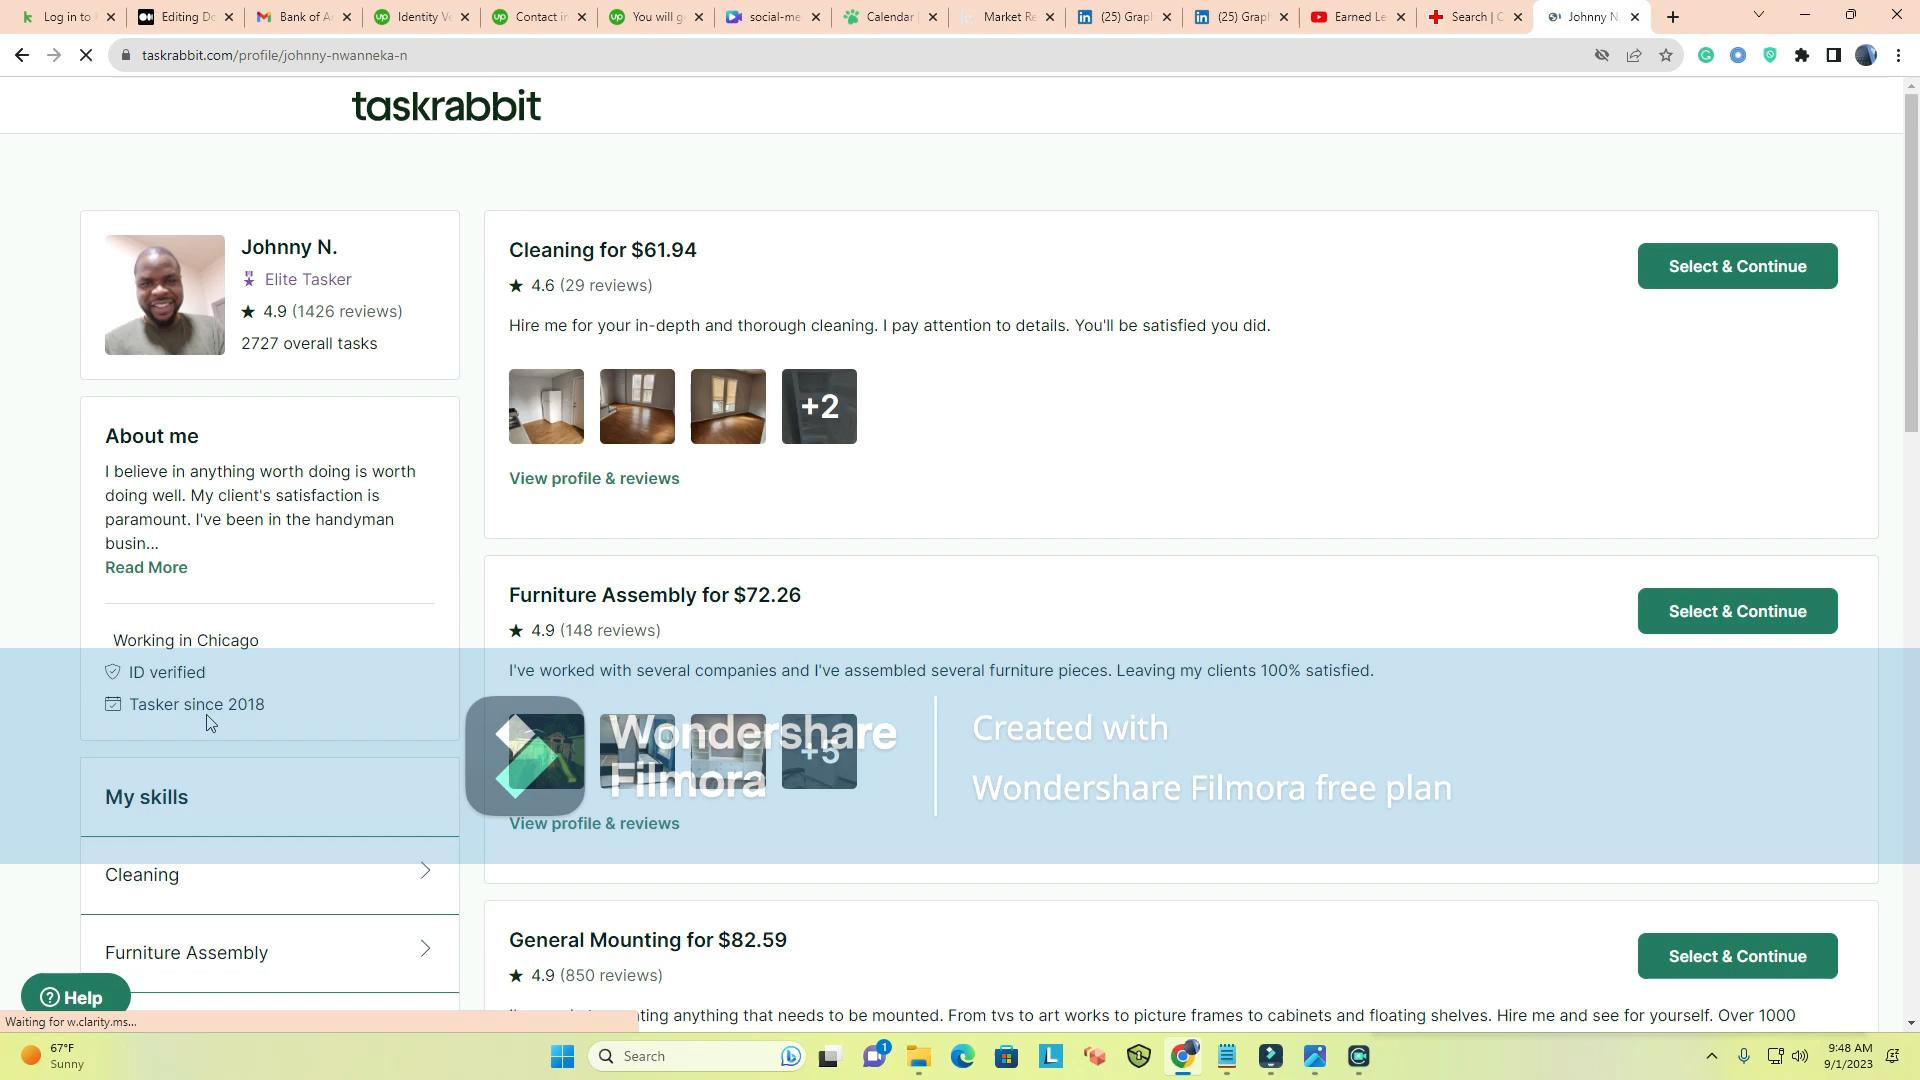 Log in to
Editing Do
Bank of A
Identity Ve
Contact in
You will g
social-me
Calendar
Market Re
(25) Grap
(25) Grap
Earned Le
Search | C
Johnny N.
taskrabbit.com/profile/johnny-nwanneka-n
taskrabbit
Johnny N.
Elite Tasker
4.9 (1426 reviews)
2727 overall tasks
About me
I believe in anything worth doing is worth
doing well. My client's satisfaction is
paramount. I've been in the handyman
busin...
Read More
Working in Chicago
ID verified
Tasker since 2018
My skills
Cleaning
Furniture Assembly
Help
Waiting for w.clarity.ms...
Cleaning for $61.94
4.6 (29 reviews)
Hire me for your in-depth and thorough cleaning. I pay attention to details. You'll be satisfied you did.
+2
View profile & reviews
Select & Continue
Furniture Assembly for $72.26
4.9 (148 reviews)
I've worked with several companies and I've assembled several furniture pieces. Leaving my clients 100% satisfied.
+5
View profile & reviews
Select & Continue
Wondershare
Filmora
Created with
Wondershare Filmora free plan
General Mounting for $82.59
4.9 (850 reviews)
anything that needs to be mounted. From tvs to art works to picture frames to cabinets and floating shelves. Hire me and see for yourself. Over 1000
Select & Continue
67°F
Sunny
Search
1
9:48 AM
9/1/2023